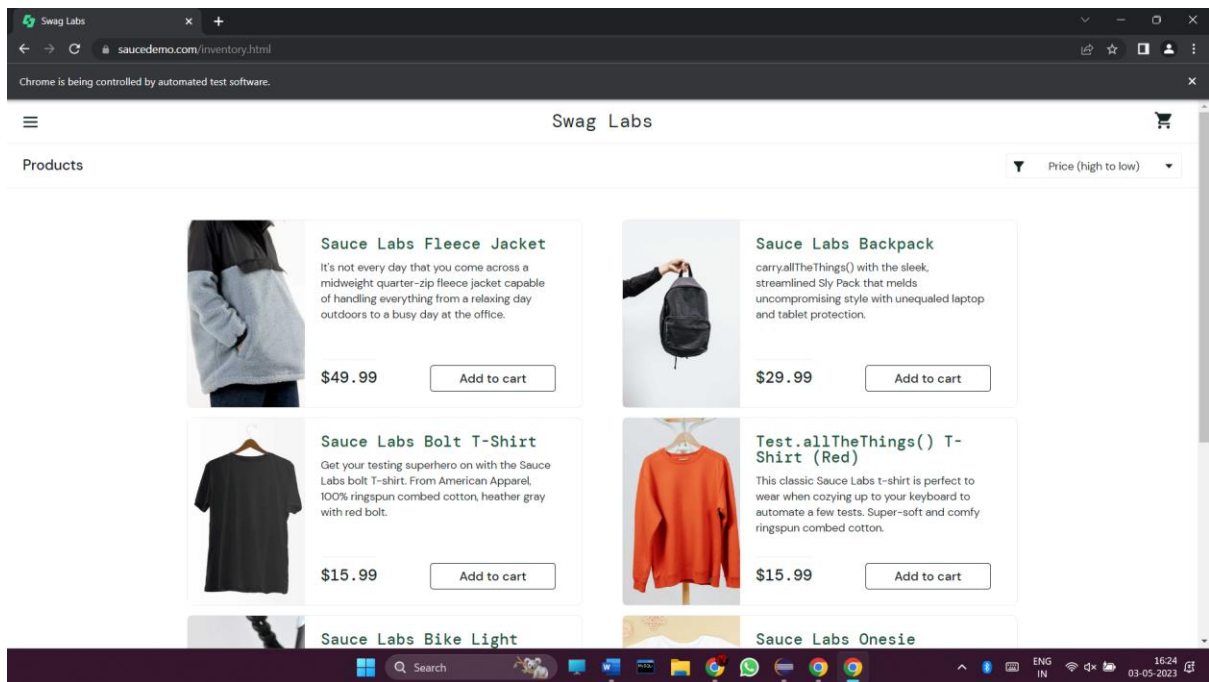 Swag Labs
saucedemo.com/inventory.html
Chrome is being controlled by automated test software.
Swag Labs
Products
Price (high to low)
Sauce Labs Fleece Jacket
It's not every day that you come across a
midweight quarter-zip fleece jacket capable
of handling everything from a relaxing day
outdoors to a busy day at the office.
$49.99
Add to cart
Sauce Labs Backpack
carry.allTheThings() with the sleek,
streamlined Sly Pack that melds
uncompromising style with unequaled laptop
and tablet protection.
$29.99
Add to cart
Sauce Labs Bolt T-Shirt
Get your testing superhero on with the Sauce
Labs bolt T-shirt. From American Apparel,
100% ringspun combed cotton, heather gray
with red bolt.
$15.99
Add to cart
Test.allTheThings() T-
Shirt (Red)
This classic Sauce Labs t-shirt is perfect to
wear when cozying up to your keyboard to
automate a few tests. Super-soft and comfy
ringspun combed cotton.
$15.99
Add to cart
Sauce Labs Bike Light
Sauce Labs Onesie
Search
ENG
IN
16:24
03-05-2023